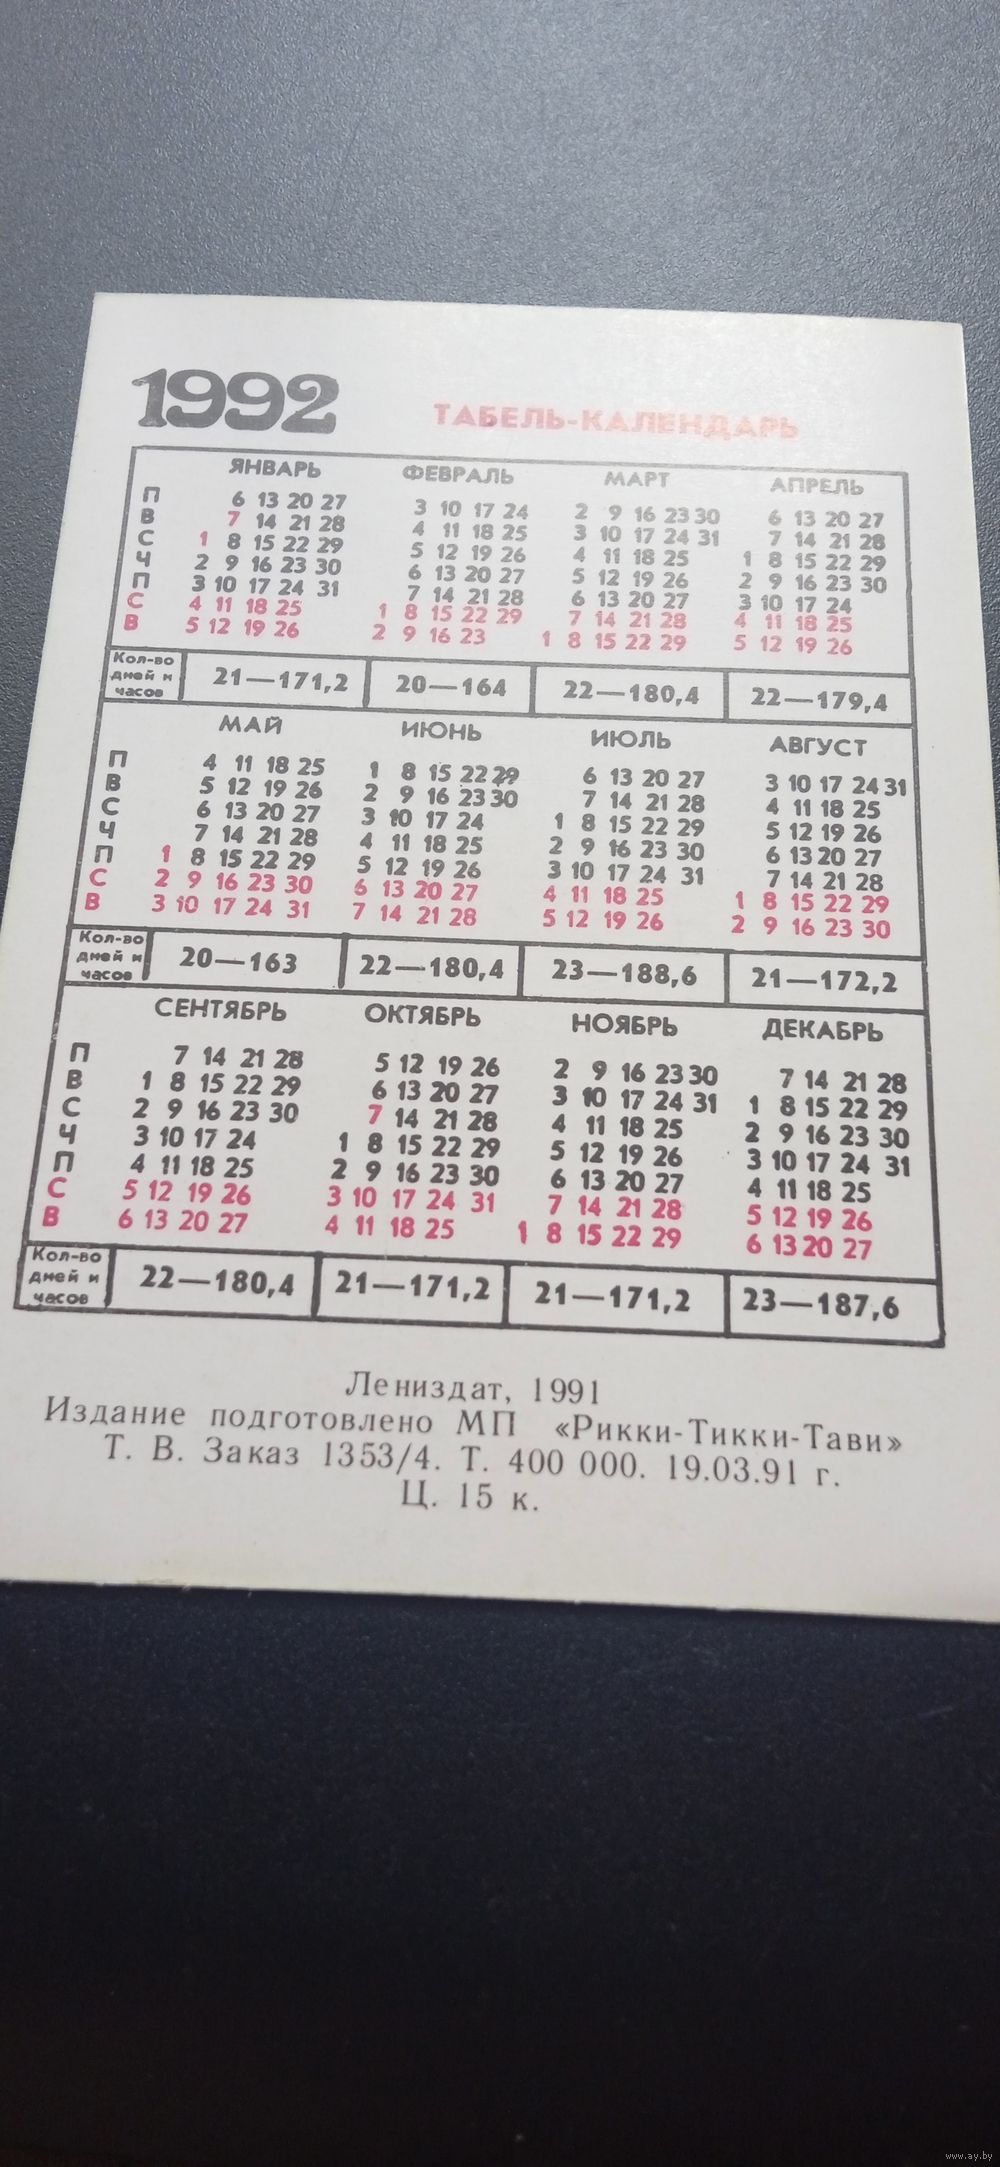 1992 ТАБЕЛЬ-КАЛЕНДАРЬ
ЯНВАРЬ ФЕВРАЛЬ МАРТ АПРЕЛЬ
П 6 13 20 27 3 10 17 24 2 9 16 23 30 6 13 20 27
В 7 14 21 28 4 11 18 25 3 10 17 24 31 7 14 21 28
С 1 8 15 22 29 5 12 19 26 4 11 18 25 1 8 15 22 29
Ч 2 9 16 23 30 6 13 20 27 5 12 19 26 2 9 16 23 30
П 3 10 17 24 31 7 14 21 28 6 13 20 27 3 10 17 24
С 4 11 18 25 1 8 15 22 29 7 14 21 28 4 11 18 25
В 5 12 19 26 2 9 16 23 1 8 15 22 29 5 12 19 26
Кол-во дней и часов 21—171,2 20—164 22—180,4 22—179,4
МАЙ ИЮНЬ ИЮЛЬ АВГУСТ
П 4 11 18 25 1 8 15 22 29 6 13 20 27 3 10 17 24 31
В 5 12 19 26 2 9 16 23 30 7 14 21 28 4 11 18 25
С 6 13 20 27 3 10 17 24 1 8 15 22 29 5 12 19 26
Ч 7 14 21 28 4 11 18 25 2 9 16 23 30 6 13 20 27
П 1 8 15 22 29 5 12 19 26 3 10 17 24 31 7 14 21 28
С 2 9 16 23 30 6 13 20 27 4 11 18 25 1 8 15 22 29
В 3 10 17 24 31 7 14 21 28 5 12 19 26 2 9 16 23 30
Кол-во дней и часов 20—163 22—180,4 23—188,6 21—172,2
СЕНТЯБРЬ ОКТЯБРЬ НОЯБРЬ ДЕКАБРЬ
П 7 14 21 28 5 12 19 26 2 9 16 23 30 7 14 21 28
В 1 8 15 22 29 6 13 20 27 3 10 17 24 31 1 8 15 22 29
С 2 9 16 23 30 7 14 21 28 4 11 18 25 2 9 16 23 30
Ч 3 10 17 24 1 8 15 22 29 5 12 19 26 3 10 17 24 31
П 4 11 18 25 2 9 16 23 30 6 13 20 27 4 11 18 25
С 5 12 19 26 3 10 17 24 31 7 14 21 28 5 12 19 26
В 6 13 20 27 4 11 18 25 1 8 15 22 29 6 13 20 27
Кол-во дней и часов 22—180,4 21—171,2 21—171,2 23—187,6
Лениздат, 1991
Издание подготовлено МП «Рикки-Тикки-Тави»
Т. В. Заказ 1353/4. Т. 400 000. 19.03.91 г.
Ц. 15 к.
www.ay.by